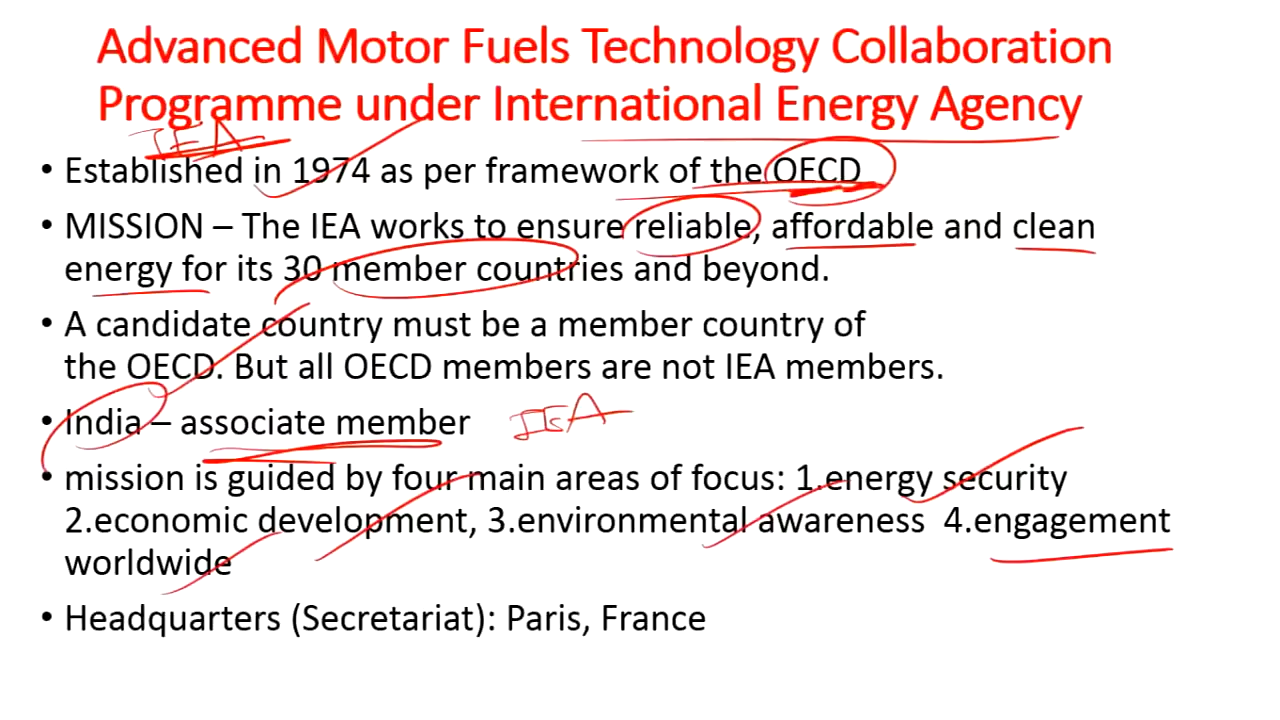 Advanced Motor Fuels Technology Collaboration
Programme under International Energy Agency
IEA
• Established in 1974 as per framework of the OECD
• MISSION – The IEA works to ensure reliable, affordable and clean
energy for its 30 member countries and beyond.
• A candidate country must be a member country of
the OECD. But all OECD members are not IEA members.
• India – associate member IEA
• mission is guided by four main areas of focus: 1.energy security
2.economic development, 3.environmental awareness 4.engagement
worldwide
• Headquarters (Secretariat): Paris, France